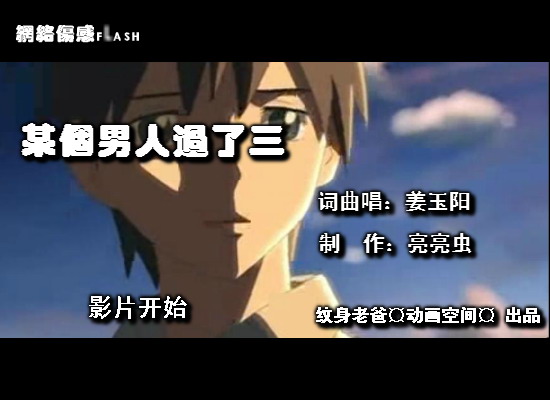 網絡傷感FLASH
某個男人過了三
词曲唱：姜玉阳
制　作：亮亮虫
影片开始
纹身老爸¤动画空间¤ 出品